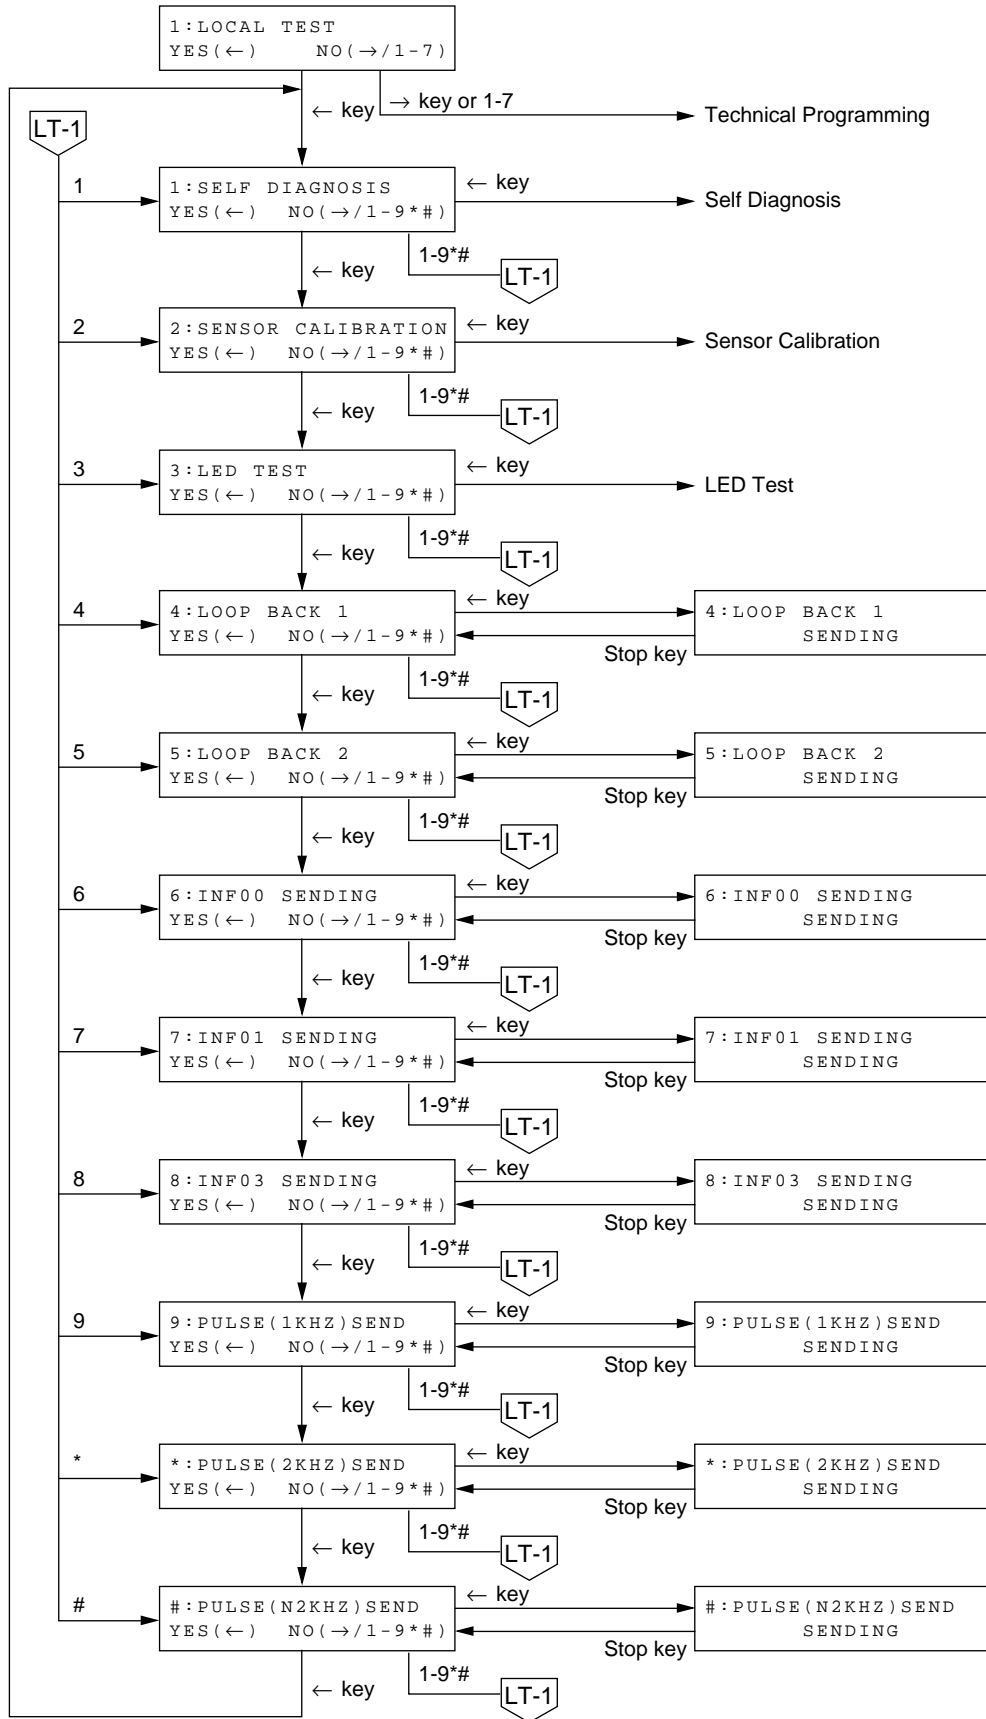 1:LOCAL TEST
YES(←) NO(→/1-7)
← key
→ key or 1-7
Technical Programming
LT-1
1
1:SELF DIAGNOSIS
YES(←) NO(→/1-9*#)
← key
Self Diagnosis
← key
1-9*#
LT-1
2
2:SENSOR CALIBRATION
YES(←) NO(→/1-9*#)
← key
Sensor Calibration
← key
1-9*#
LT-1
3
3:LED TEST
YES(←) NO(→/1-9*#)
← key
LED Test
← key
1-9*#
LT-1
4
4:LOOP BACK 1
YES(←) NO(→/1-9*#)
← key
Stop key
4:LOOP BACK 1
SENDING
← key
1-9*#
LT-1
5
5:LOOP BACK 2
YES(←) NO(→/1-9*#)
← key
Stop key
5:LOOP BACK 2
SENDING
← key
1-9*#
LT-1
6
6:INF00 SENDING
YES(←) NO(→/1-9*#)
← key
Stop key
6:INF00 SENDING
SENDING
← key
1-9*#
LT-1
7
7:INF01 SENDING
YES(←) NO(→/1-9*#)
← key
Stop key
7:INF01 SENDING
SENDING
← key
1-9*#
LT-1
8
8:INF03 SENDING
YES(←) NO(→/1-9*#)
← key
Stop key
8:INF03 SENDING
SENDING
← key
1-9*#
LT-1
9
9:PULSE(1KHZ)SEND
YES(←) NO(→/1-9*#)
← key
Stop key
9:PULSE(1KHZ)SEND
SENDING
← key
1-9*#
LT-1
*
*:PULSE(2KHZ)SEND
YES(←) NO(→/1-9*#)
← key
Stop key
*:PULSE(2KHZ)SEND
SENDING
← key
1-9*#
LT-1
#
#:PULSE(N2KHZ)SEND
YES(←) NO(→/1-9*#)
← key
Stop key
#:PULSE(N2KHZ)SEND
SENDING
← key
1-9*#
LT-1